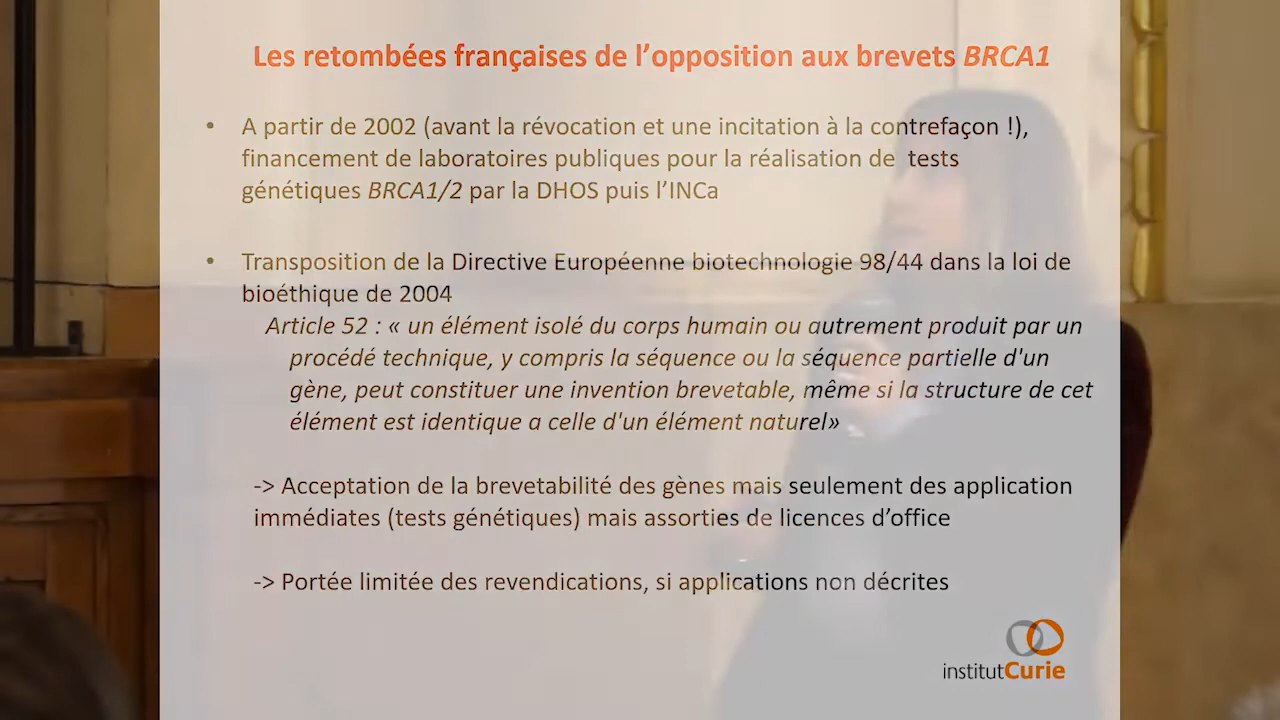 Les retombées françaises de l’opposition aux brevets BRCA1
• A partir de 2002 (avant la révocation et une incitation à la contrefaçon !),
financement de laboratoires publiques pour la réalisation de tests
génétiques BRCA1/2 par la DHOS puis l’INCa
• Transposition de la Directive Européenne biotechnologie 98/44 dans la loi de
bioéthique de 2004
Article 52 : « un élément isolé du corps humain ou autrement produit par un
procédé technique, y compris la séquence ou la séquence partielle d'un
gène, peut constituer une invention brevetable, même si la structure de cet
élément est identique a celle d'un élément naturel»
-> Acceptation de la brevetabilité des gènes mais seulement des application
immédiates (tests génétiques) mais assorties de licences d’office
-> Portée limitée des revendications, si applications non décrites
institutCurie